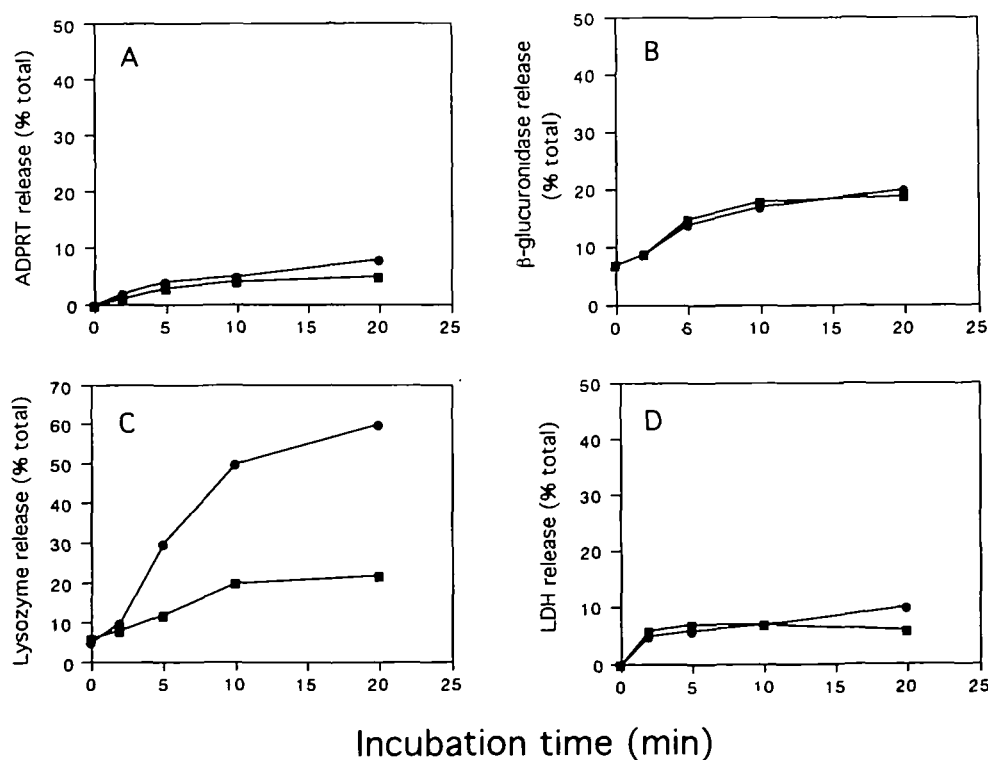 A
ADPRT release (% total)
50
40
30
20
10
0
0 5 10 15 20 25
B
β-glucuronidase release
(% total)
50
40
30
20
10
0
0 5 10 15 20 25
C
Lysozyme release (% total)
70
60
50
40
30
20
10
0
0 5 10 15 20 25
D
LDH release (% total)
50
40
30
20
10
0
0 5 10 15 20 25
Incubation time (min)